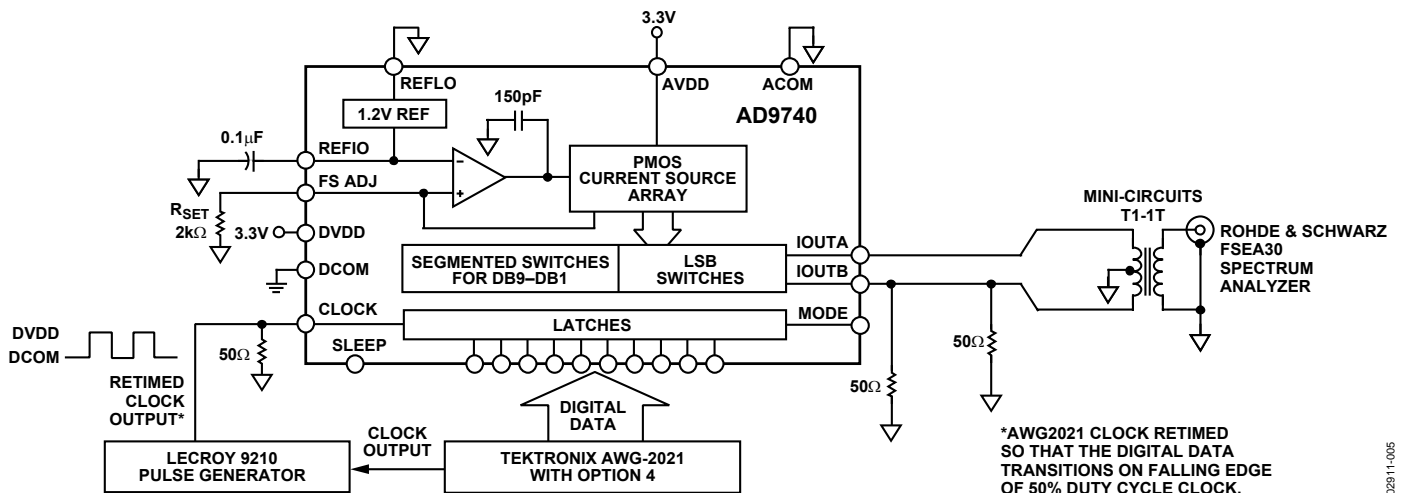 3.3V
REFLO
AVDD
ACOM
150pF
1.2V REF
AD9740
0.1µF
REFIO
–
PMOS
CURRENT SOURCE
ARRAY
FS ADJ
+
RSET
2kΩ
MINI-CIRCUITS
T1-1T
3.3V
DVDD
IOUTA
ROHDE & SCHWARZ
FSEA30
SPECTRUM
ANALYZER
DCOM
SEGMENTED SWITCHES
FOR DB9–DB1
LSB
SWITCHES
IOUTB
CLOCK
MODE
LATCHES
DVDD
DCOM
50Ω
SLEEP
50Ω
50Ω
RETIMED
CLOCK
OUTPUT*
DIGITAL
DATA
CLOCK
OUTPUT
LECROY 9210
PULSE GENERATOR
TEKTRONIX AWG-2021
WITH OPTION 4
*AWG2021 CLOCK RETIMED
SO THAT THE DIGITAL DATA
TRANSITIONS ON FALLING EDGE
OF 50% DUTY CYCLE CLOCK.
02911-005